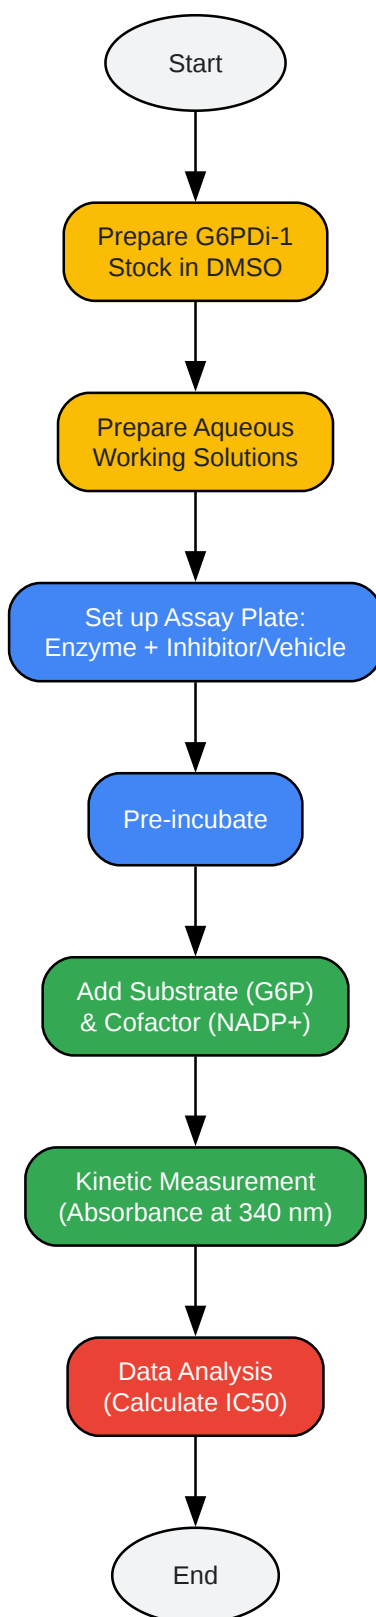 Start
Prepare G6PDi-1
Stock in DMSO
Prepare Aqueous
Working Solutions
Set up Assay Plate:
Enzyme + Inhibitor/Vehicle
Pre-incubate
Add Substrate (G6P)
& Cofactor (NADP+)
Kinetic Measurement
(Absorbance at 340 nm)
Data Analysis
(Calculate IC50)
End